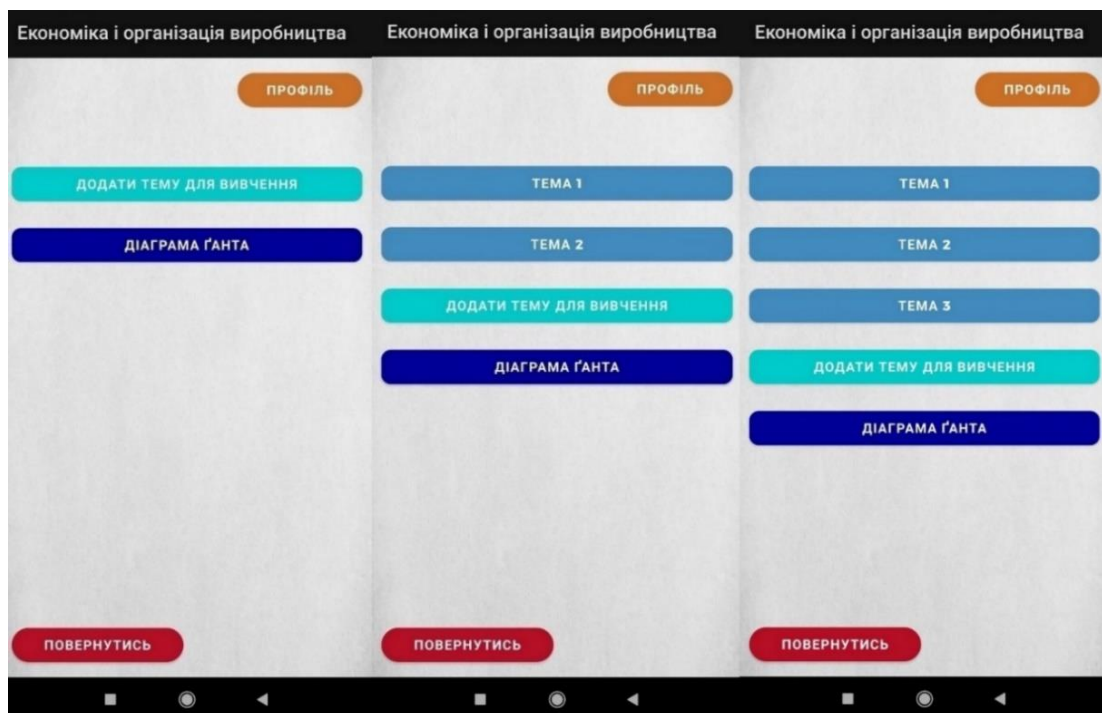 Економіка і організація виробництва
ПРОФІЛЬ
ДОДАТИ ТЕМУ ДЛЯ ВИВЧЕННЯ
ДІАГРАМА ҐАНТА
ПОВЕРНУТИСЬ
Економіка і організація виробництва
ПРОФІЛЬ
ТЕМА 1
ТЕМА 2
ДОДАТИ ТЕМУ ДЛЯ ВИВЧЕННЯ
ДІАГРАМА ҐАНТА
ПОВЕРНУТИСЬ
Економіка і організація виробництва
ПРОФІЛЬ
ТЕМА 1
ТЕМА 2
ТЕМА 3
ДОДАТИ ТЕМУ ДЛЯ ВИВЧЕННЯ
ДІАГРАМА ҐАНТА
ПОВЕРНУТИСЬ